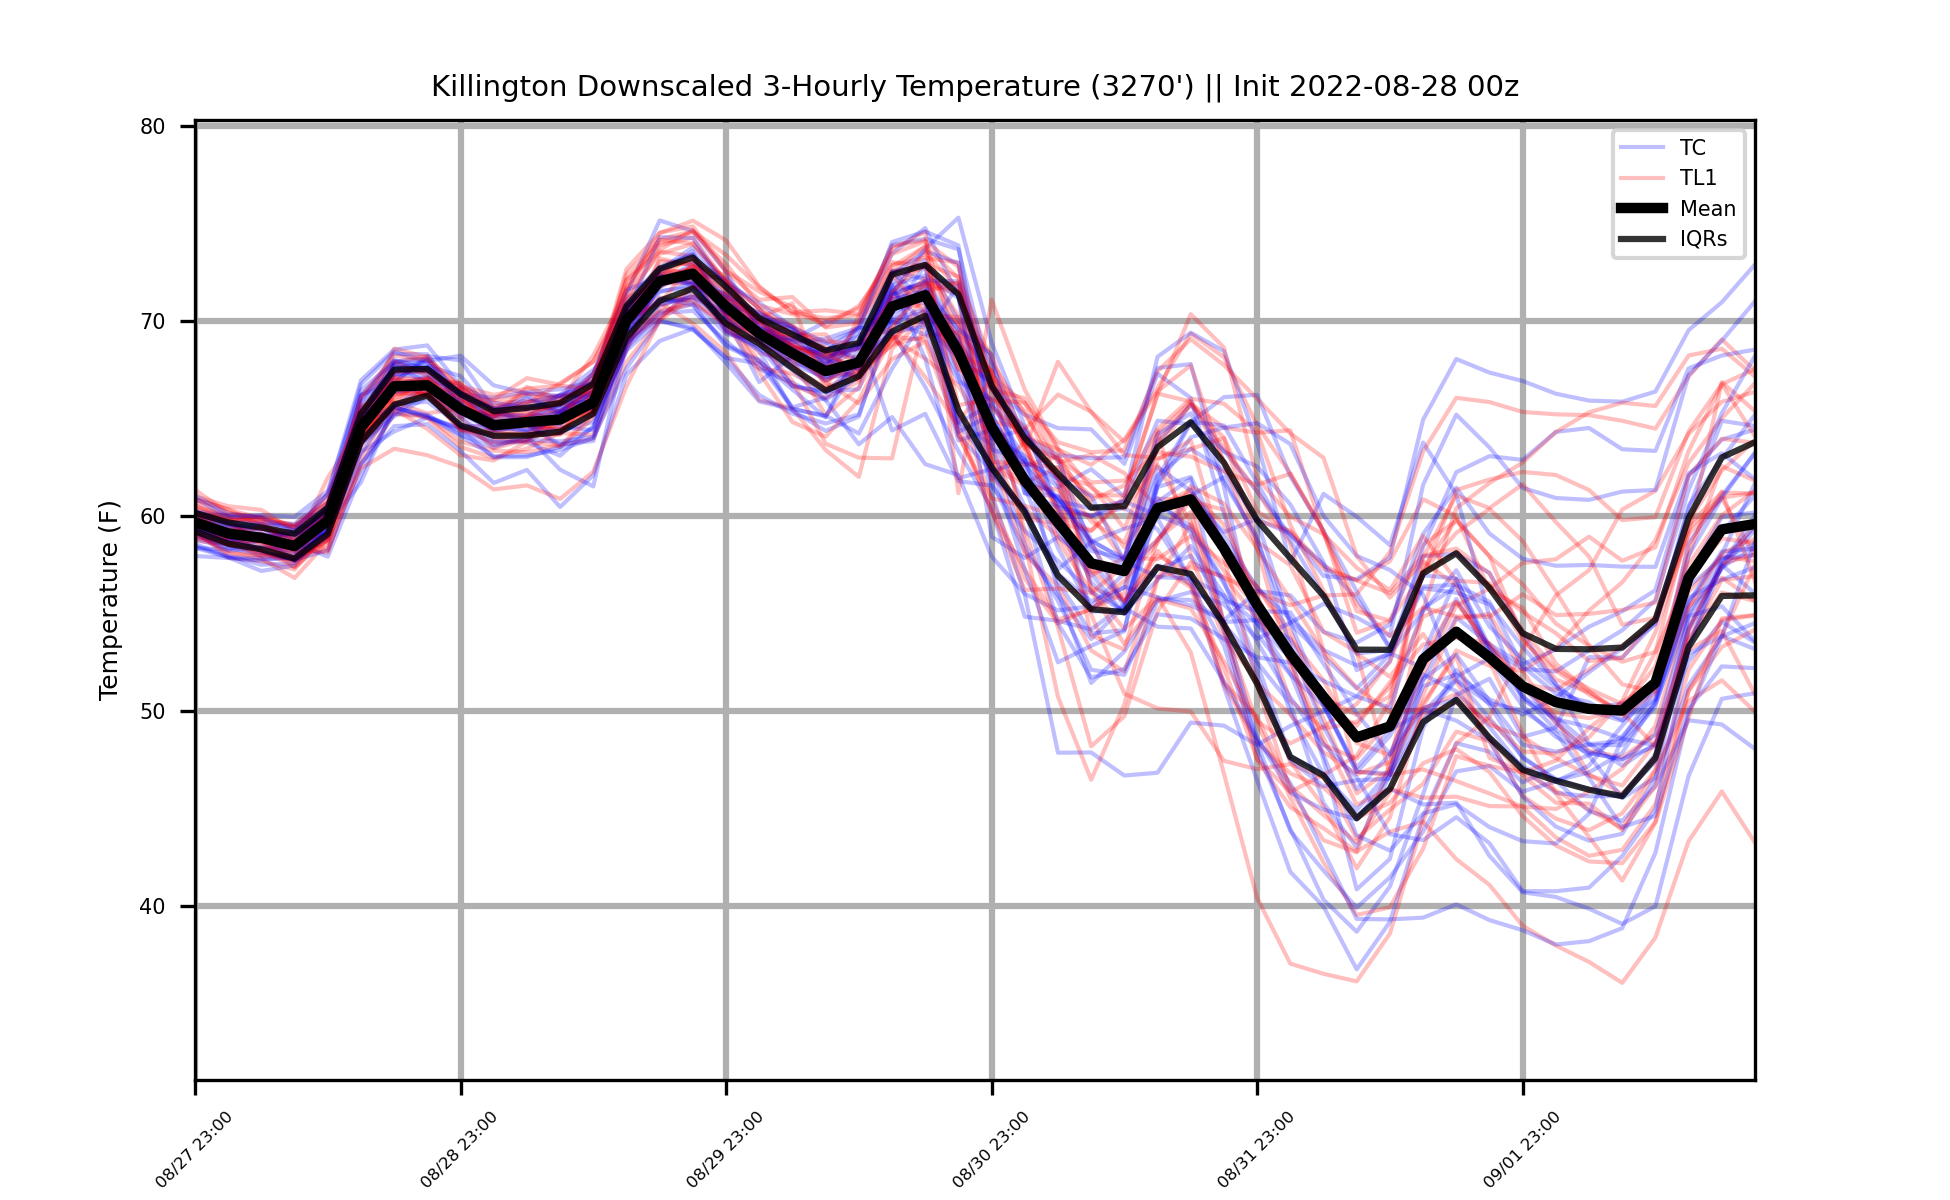 Killington Downscaled 3-Hourly Temperature (3270') || Init 2022-08-28 00z
80
70
60
50
40
Temperature (F)
TC
TL1
Mean
IQRs
08/27 23:00
08/28 23:00
08/29 23:00
08/30 23:00
08/31 23:00
09/01 23:00